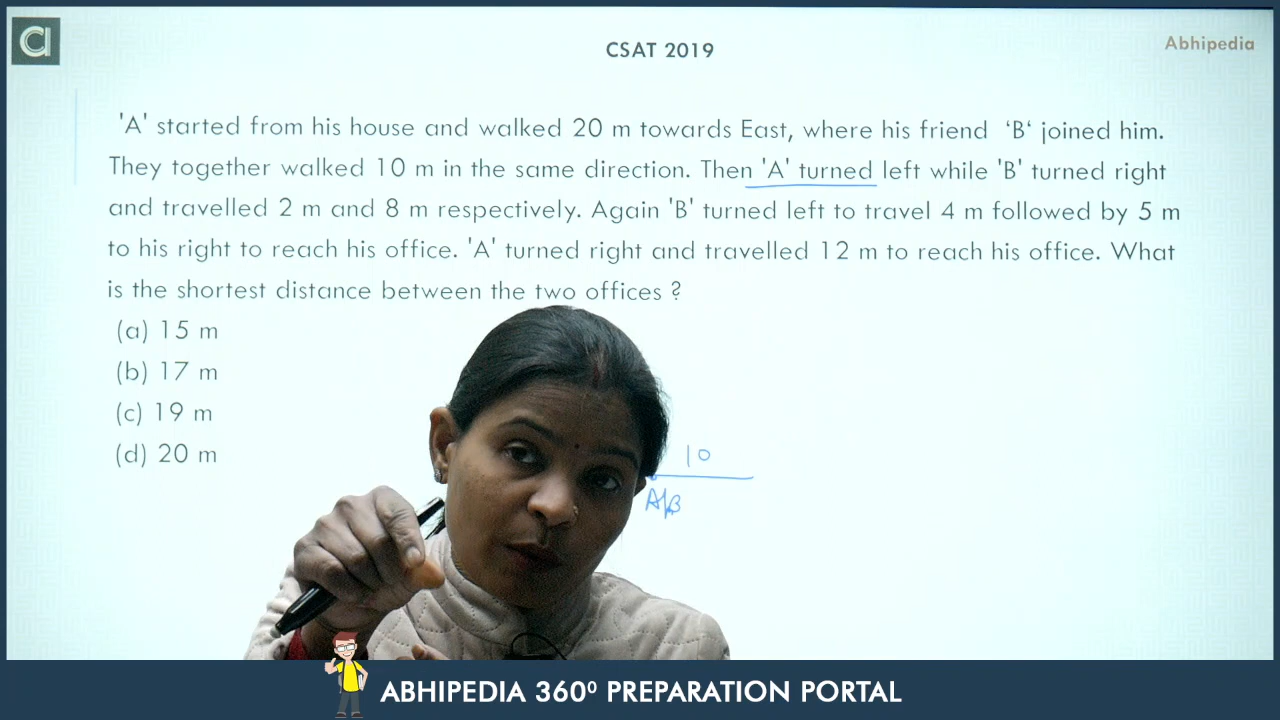 CSAT 2019
Abhipedia
'A' started from his house and walked 20 m towards East, where his friend ‘B‘ joined him.
They together walked 10 m in the same direction. Then 'A' turned left while 'B' turned right
and travelled 2 m and 8 m respectively. Again 'B' turned left to travel 4 m followed by 5 m
to his right to reach his office. 'A' turned right and travelled 12 m to reach his office. What
is the shortest distance between the two offices ?
(a) 15 m
(b) 17 m
(c) 19 m
(d) 20 m
10
A/B
ABHIPEDIA 360⁰ PREPARATION PORTAL